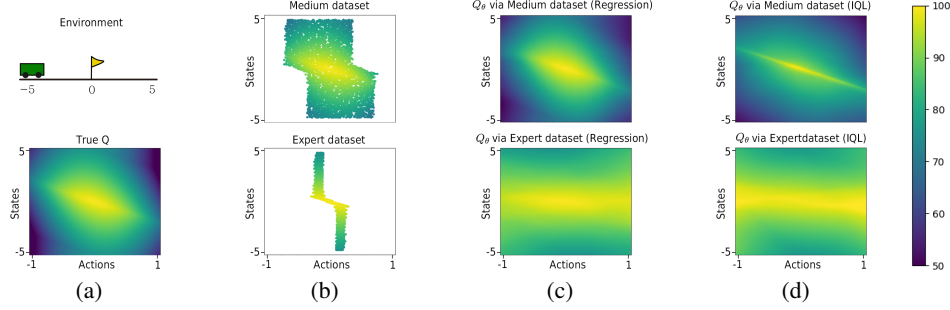 Environment
−5
0
5
True Q
5
States
-5
-1
Actions
1
(a)
Medium dataset
5
States
-5
Expert dataset
5
States
-5
-1
Actions
1
(b)
Qθ via Medium dataset (Regression)
5
States
-5
Qθ via Expert dataset (Regression)
5
States
-5
-1
Actions
1
(c)
Qθ via Medium dataset (IQL)
5
States
-5
Qθ via Expertdataset (IQL)
5
States
-5
-1
Actions
1
(d)
100
90
80
70
60
50